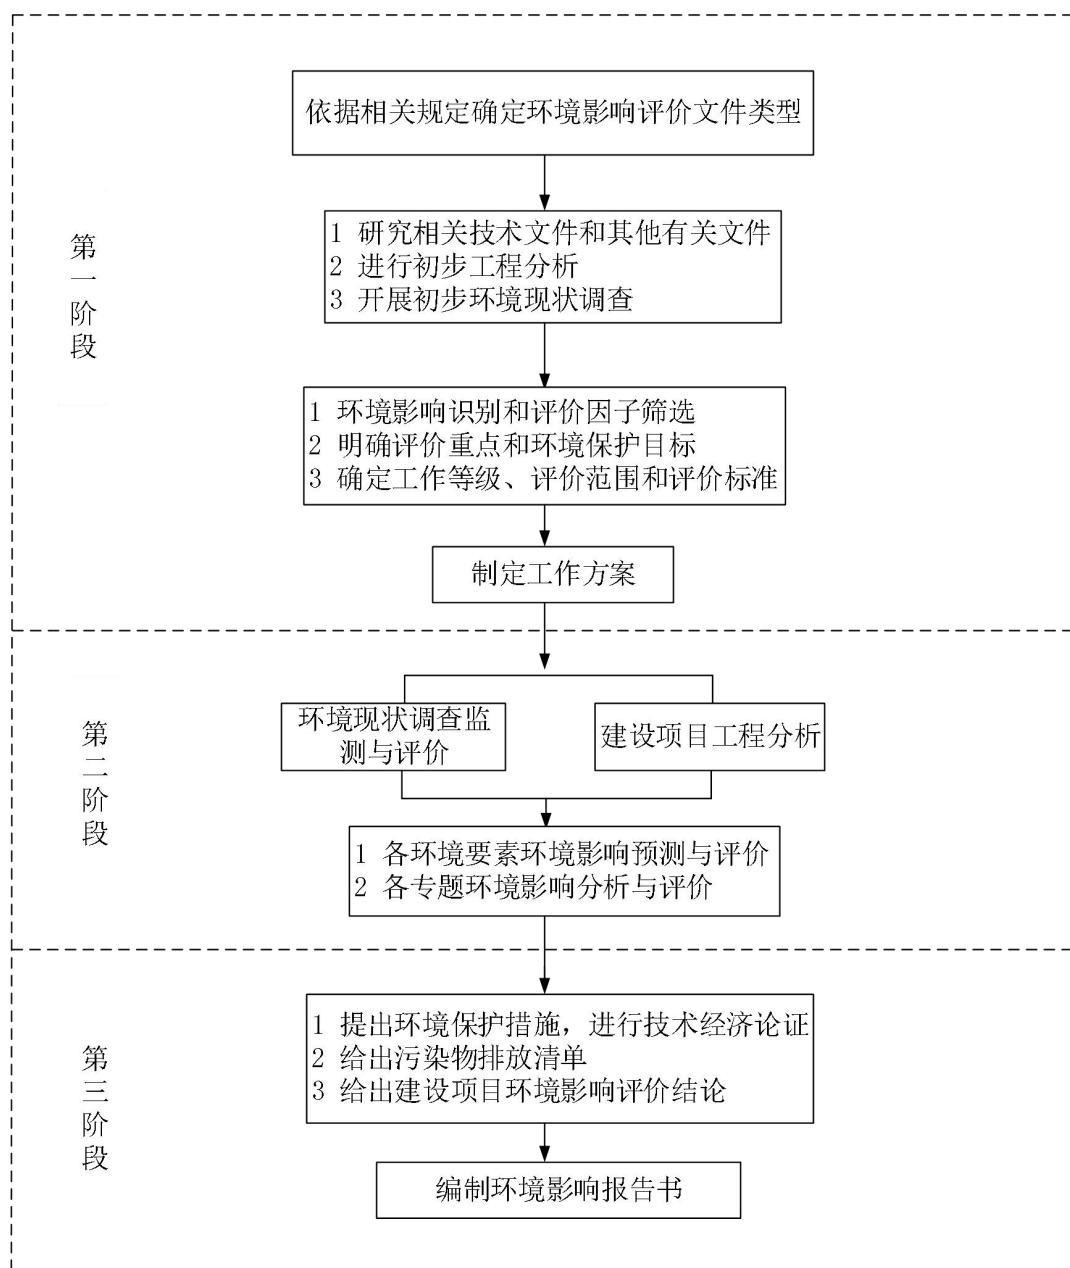 依据相关规定确定环境影响评价文件类型
第一阶段
1 研究相关技术文件和其他有关文件
2 进行初步工程分析
3 开展初步环境现状调查
1 环境影响识别和评价因子筛选
2 明确评价重点和环境保护目标
3 确定工作等级、评价范围和评价标准
制定工作方案
第二阶段
环境现状调查监
测与评价
建设项目工程分析
1 各环境要素环境影响预测与评价
2 各专题环境影响分析与评价
第三阶段
1 提出环境保护措施，进行技术经济论证
2 给出污染物排放清单
3 给出建设项目环境影响评价结论
编制环境影响报告书